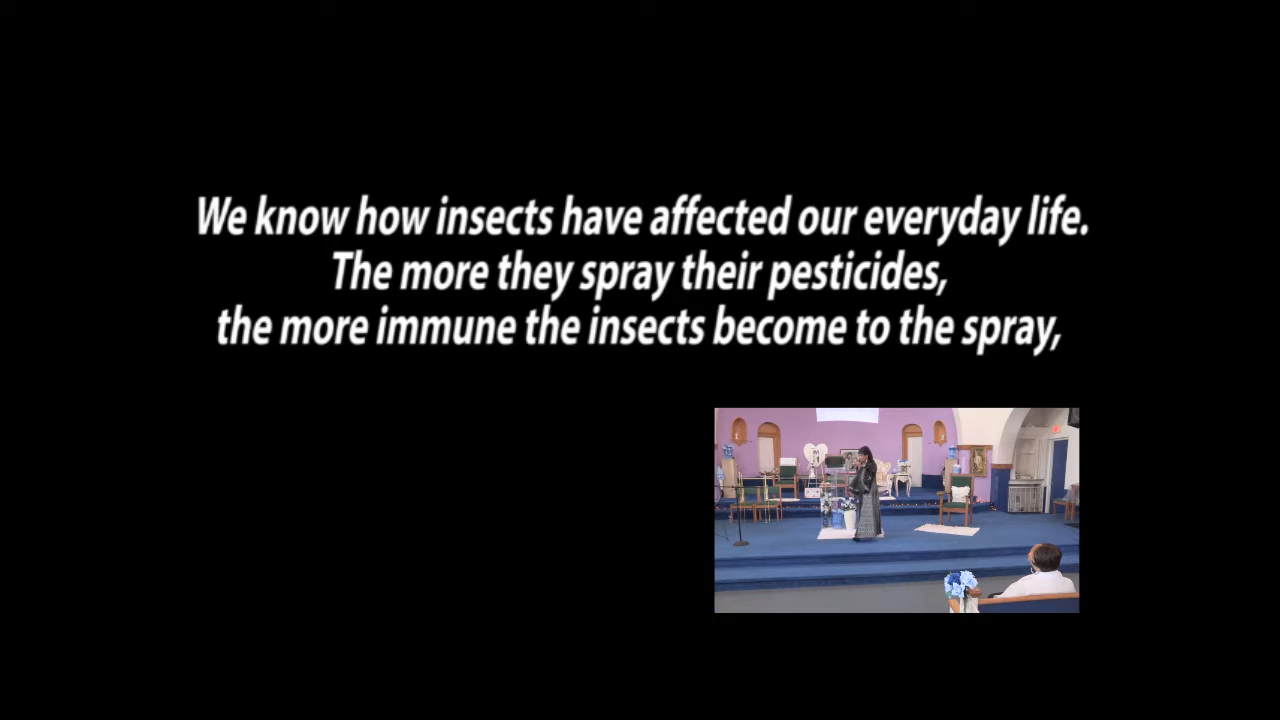 We know how insects have affected our everyday life.
The more they spray their pesticides,
the more immune the insects become to the spray,